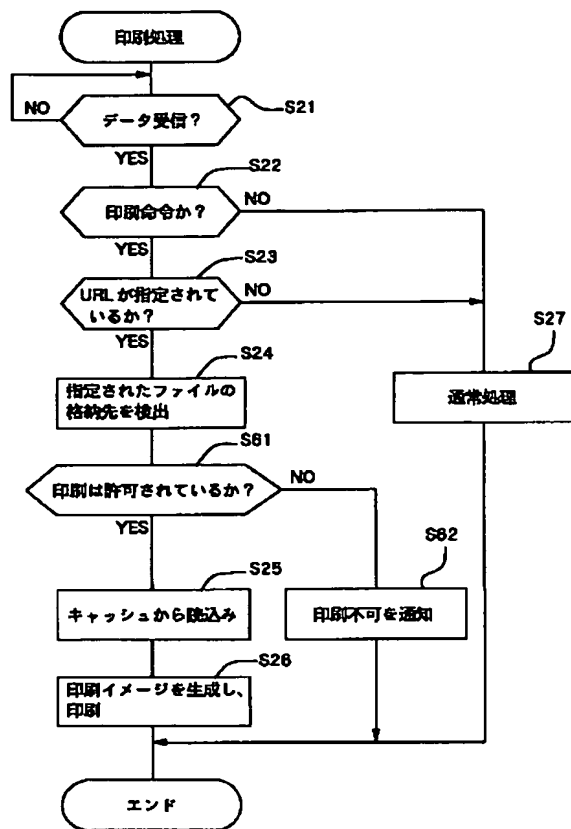 印刷処理
NO
データ受信?
S21
YES
S22
印刷命令か?
NO
YES
S23
URLが指定されて
いるか?
NO
YES
S27
通常処理
S24
指定されたファイルの
格納先を検出
S61
印刷は許可されているか?
NO
YES
S62
印刷不可を通知
S25
キャッシュから読込み
S26
印刷イメージを生成し、
印刷
エンド